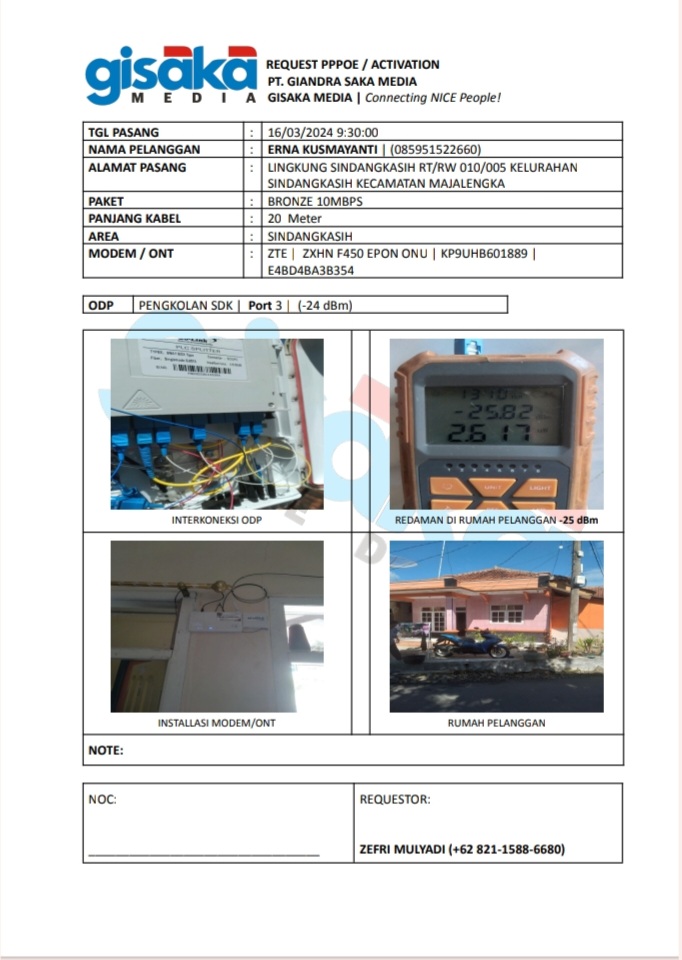 gisaka
MEDIA
REQUEST PPPOE / ACTIVATION
PT. GIANDRA SAKA MEDIA
GISAKA MEDIA | Connecting NICE People!
TGL PASANG : 16/03/2024 9:30:00
NAMA PELANGGAN : ERNA KUSMAYANTI | (085951522660)
ALAMAT PASANG : LINGKUNG SINDANGKASIH RT/RW 010/005 KELURAHAN
SINDANGKASIH KECAMATAN MAJALENGKA
PAKET : BRONZE 10MBPS
PANJANG KABEL : 20 Meter
AREA : SINDANGKASIH
MODEM / ONT : ZTE | ZXHN F450 EPON ONU | KP9UHB601889 |
E4BD4BA3B354
ODP PENGKOLAN SDK | Port 3 | (-24 dBm)
PLC SPLITTER
-25.82
2.617
LIGHT
INTERKONEKSI ODP
REDAMAN DI RUMAH PELANGGAN -25 dBm
INSTALLASI MODEM/ONT
RUMAH PELANGGAN
NOTE:
NOC:
REQUESTOR:
ZEFRI MULYADI (+62 821-1588-6680)